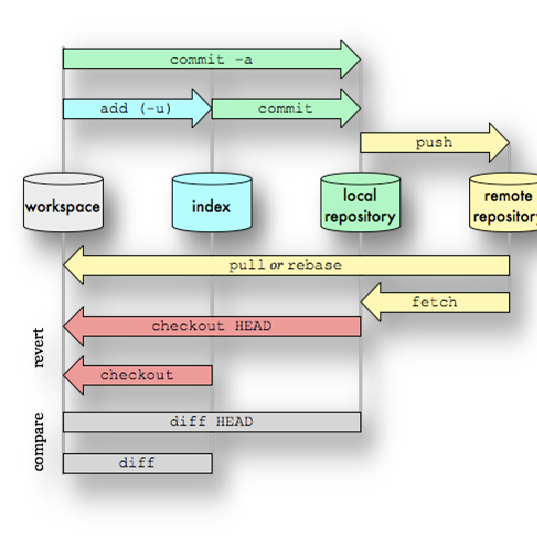 commit -a
add (-u)
commit
push
workspace
index
local
repository
remote
repository
pull or rebase
fetch
checkout HEAD
revert
checkout
diff HEAD
compare
diff